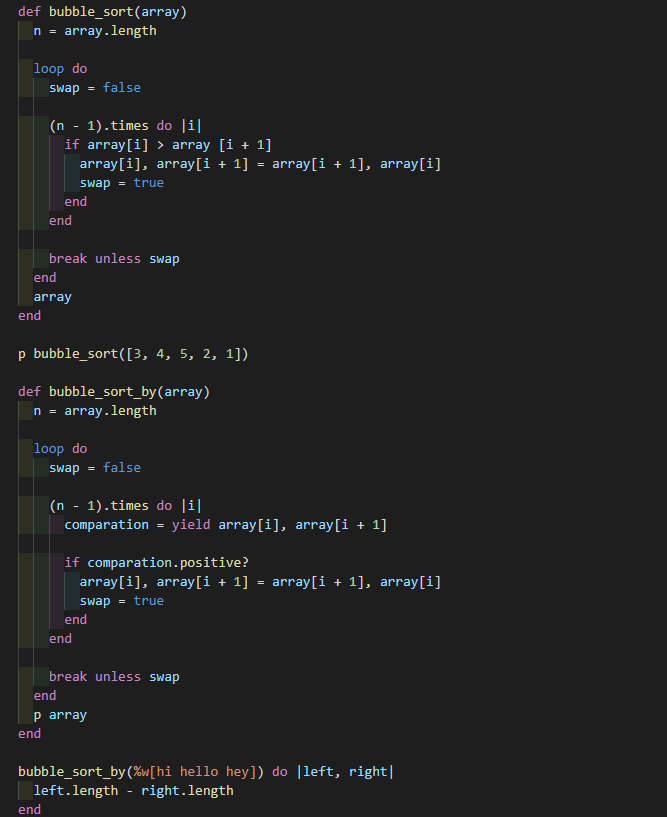 def bubble_sort(array)
  n = array.length

  loop do
    swap = false

    (n - 1).times do |i|
      if array[i] > array [i + 1]
        array[i], array[i + 1] = array[i + 1], array[i]
        swap = true
      end
    end

    break unless swap
  end
  array
end

p bubble_sort([3, 4, 5, 2, 1])

def bubble_sort_by(array)
  n = array.length

  loop do
    swap = false

    (n - 1).times do |i|
      comparation = yield array[i], array[i + 1]

      if comparation.positive?
        array[i], array[i + 1] = array[i + 1], array[i]
        swap = true
      end
    end

    break unless swap
  end
  p array
end

bubble_sort_by(%w[hi hello hey]) do |left, right|
  left.length - right.length
end